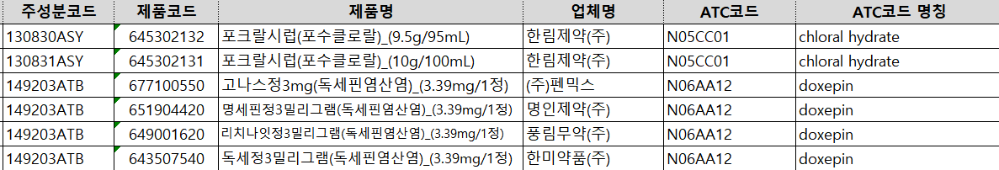 주성분코드 제품코드 제품명 업체명 ATC코드 ATC코드 명칭
130830ASY 645302132 포크랄시럽(포수클로랄)_(9.5g/95mL) 한림제약(주) N05CC01 chloral hydrate
130831ASY 645302131 포크랄시럽(포수클로랄)_(10g/100mL) 한림제약(주) N05CC01 chloral hydrate
149203ATB 677100550 고나스정3mg(독세핀염산염)_(3.39mg/1정) (주)펜믹스 N06AA12 doxepin
149203ATB 651904420 명세핀정3밀리그램(독세핀염산염)_(3.39mg/1정) 명인제약(주) N06AA12 doxepin
149203ATB 649001620 리치나잇정3밀리그램(독세핀염산염)_(3.39mg/1정) 풍림무약(주) N06AA12 doxepin
149203ATB 643507540 독세정3밀리그램(독세핀염산염)_(3.39mg/1정) 한미약품(주) N06AA12 doxepin